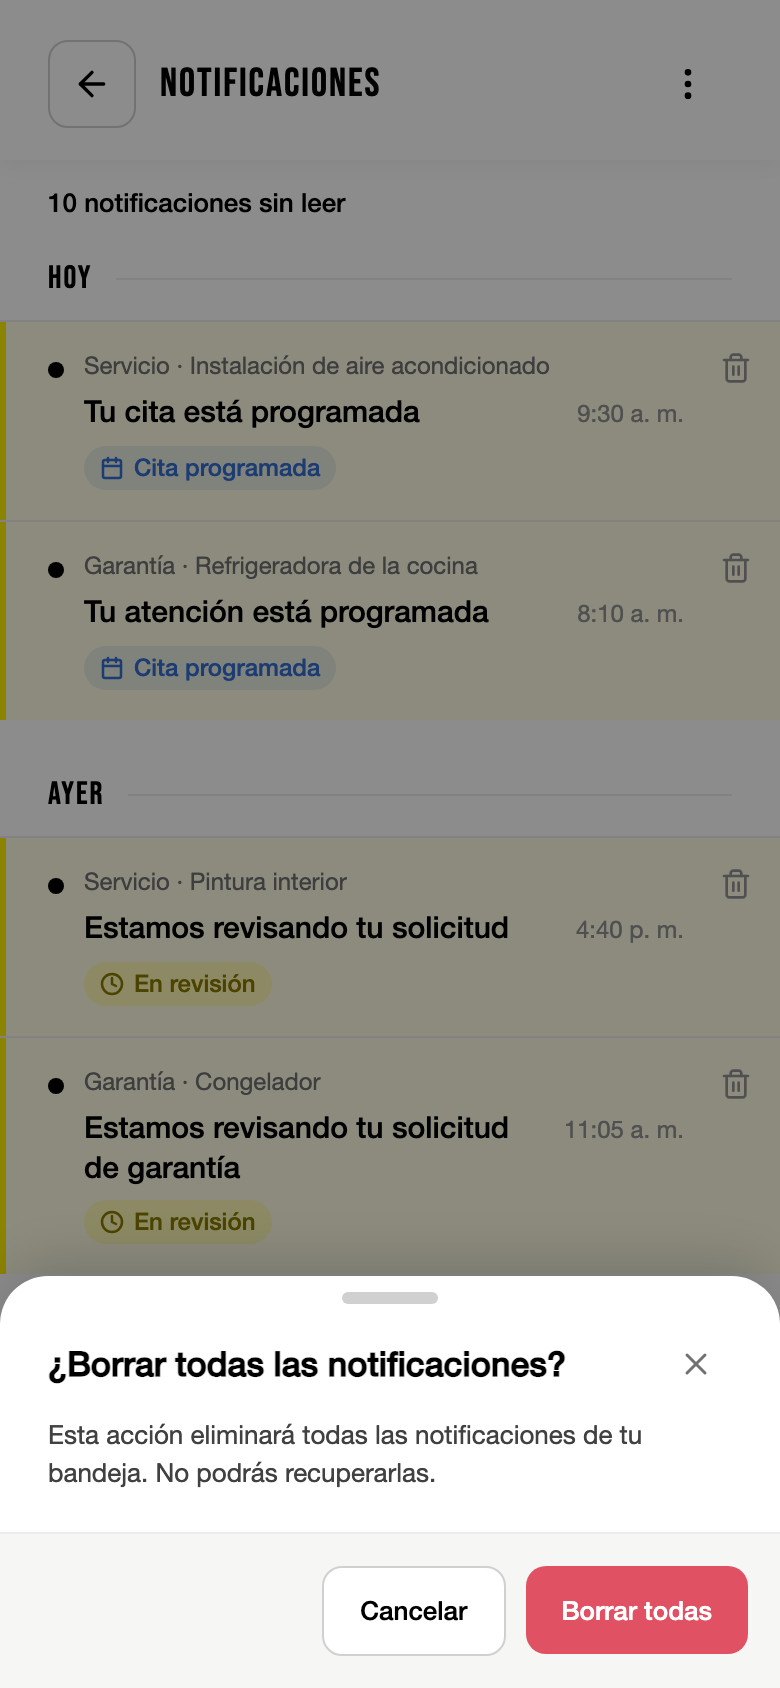 NOTIFICACIONES
10 notificaciones sin leer
HOY
Servicio · Instalación de aire acondicionado
Tu cita está programada
9:30 a. m.
Cita programada
Garantía · Refrigeradora de la cocina
Tu atención está programada
8:10 a. m.
Cita programada
AYER
Servicio · Pintura interior
Estamos revisando tu solicitud
4:40 p. m.
En revisión
Garantía · Congelador
Estamos revisando tu solicitud
de garantía
11:05 a. m.
En revisión
¿Borrar todas las notificaciones?
Esta acción eliminará todas las notificaciones de tu
bandeja. No podrás recuperarlas.
Cancelar
Borrar todas